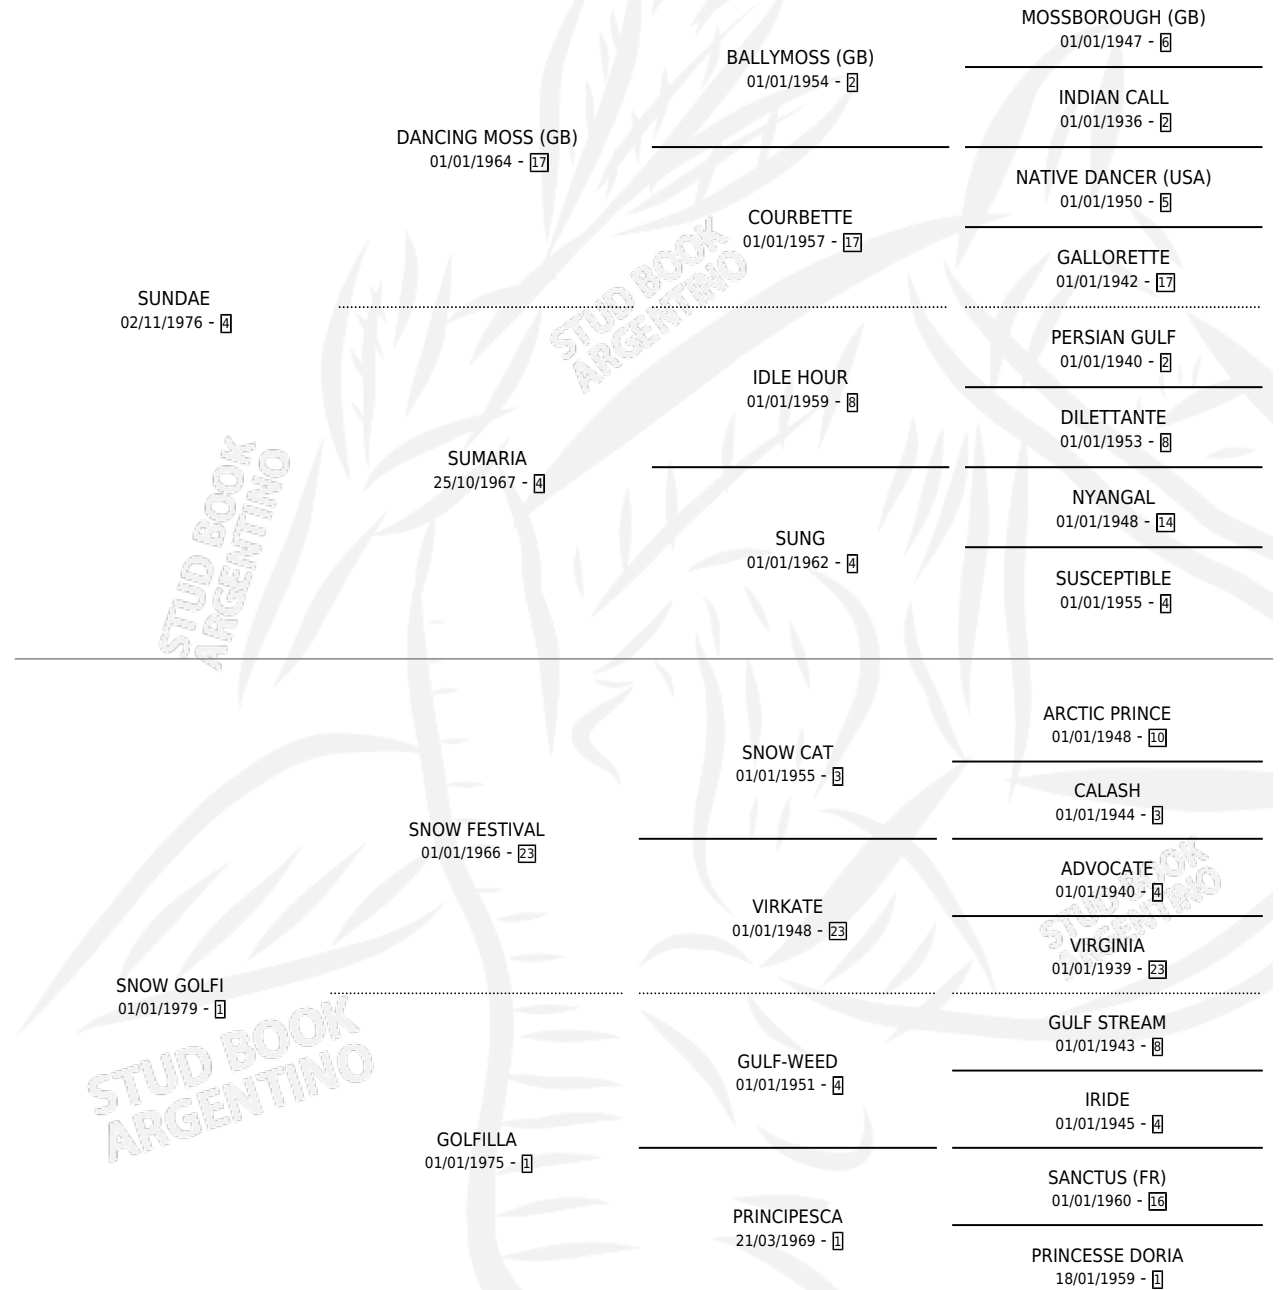 MOSSBOROUGH (GB)
01/01/1947 - 6
BALLYMOSS (GB)
01/01/1954 - 2
INDIAN CALL
01/01/1936 - 2
DANCING MOSS (GB)
01/01/1964 - 17
NATIVE DANCER (USA)
01/01/1950 - 5
COURBETTE
01/01/1957 - 17
GALLORETTE
01/01/1942 - 17
SUNDAE
02/11/1976 - 4
PERSIAN GULF
01/01/1940 - 2
IDLE HOUR
01/01/1959 - 8
DILETTANTE
01/01/1953 - 8
SUMARIA
25/10/1967 - 4
NYANGAL
01/01/1948 - 14
SUNG
01/01/1962 - 4
SUSCEPTIBLE
01/01/1955 - 4
ARCTIC PRINCE
01/01/1948 - 10
SNOW CAT
01/01/1955 - 3
CALASH
01/01/1944 - 3
SNOW FESTIVAL
01/01/1966 - 23
ADVOCATE
01/01/1940 - 4
VIRKATE
01/01/1948 - 23
VIRGINIA
01/01/1939 - 23
SNOW GOLFI
01/01/1979 - 1
GULF STREAM
01/01/1943 - 8
GULF-WEED
01/01/1951 - 4
IRIDE
01/01/1945 - 4
GOLFILLA
01/01/1975 - 1
SANCTUS (FR)
01/01/1960 - 16
PRINCIPESCA
21/03/1969 - 1
PRINCESSE DORIA
18/01/1959 - 1
STUD BOOK
ARGENTINO
STUD BOOK
ARGENTINO
STUD BOOK
ARGENTINO
STUD BOOK
ARGENTINO